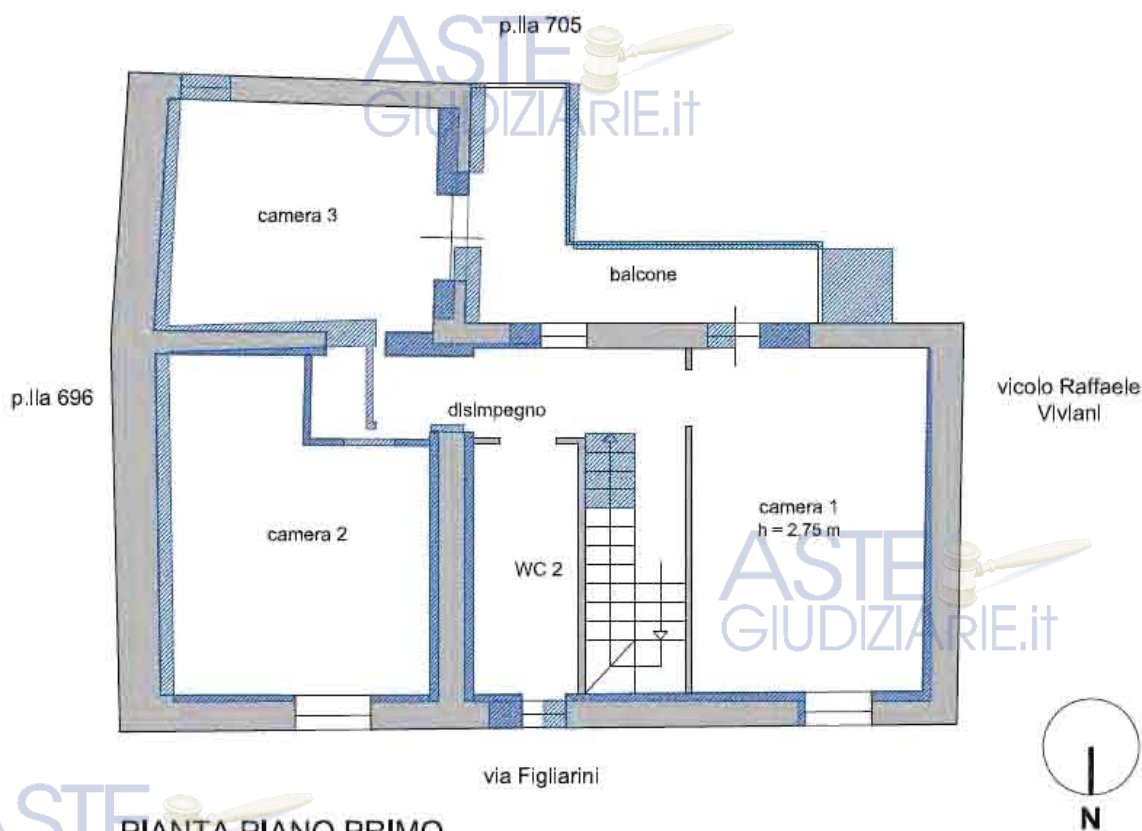 p.lla 705
ASTE
GIUDIZIARIE.it
camera 3
balcone
p.lla 696
disimpegno
vicolo Raffaele
Viviani
camera 2
camera 1
h = 2,75 m
WC 2
ASTE
GIUDIZIARIE.it
via Figliarini
N
ASTE
PIANTA PIANO PRIMO